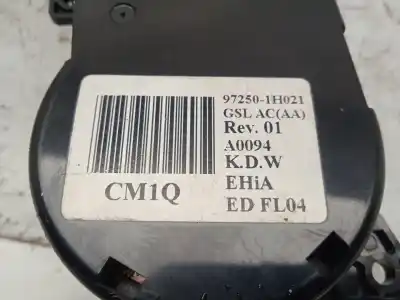 97250-1H021
GSL AC(AA)
Rev. 01
A0094
K.D.W
EHiA
ED FL04
CM1Q